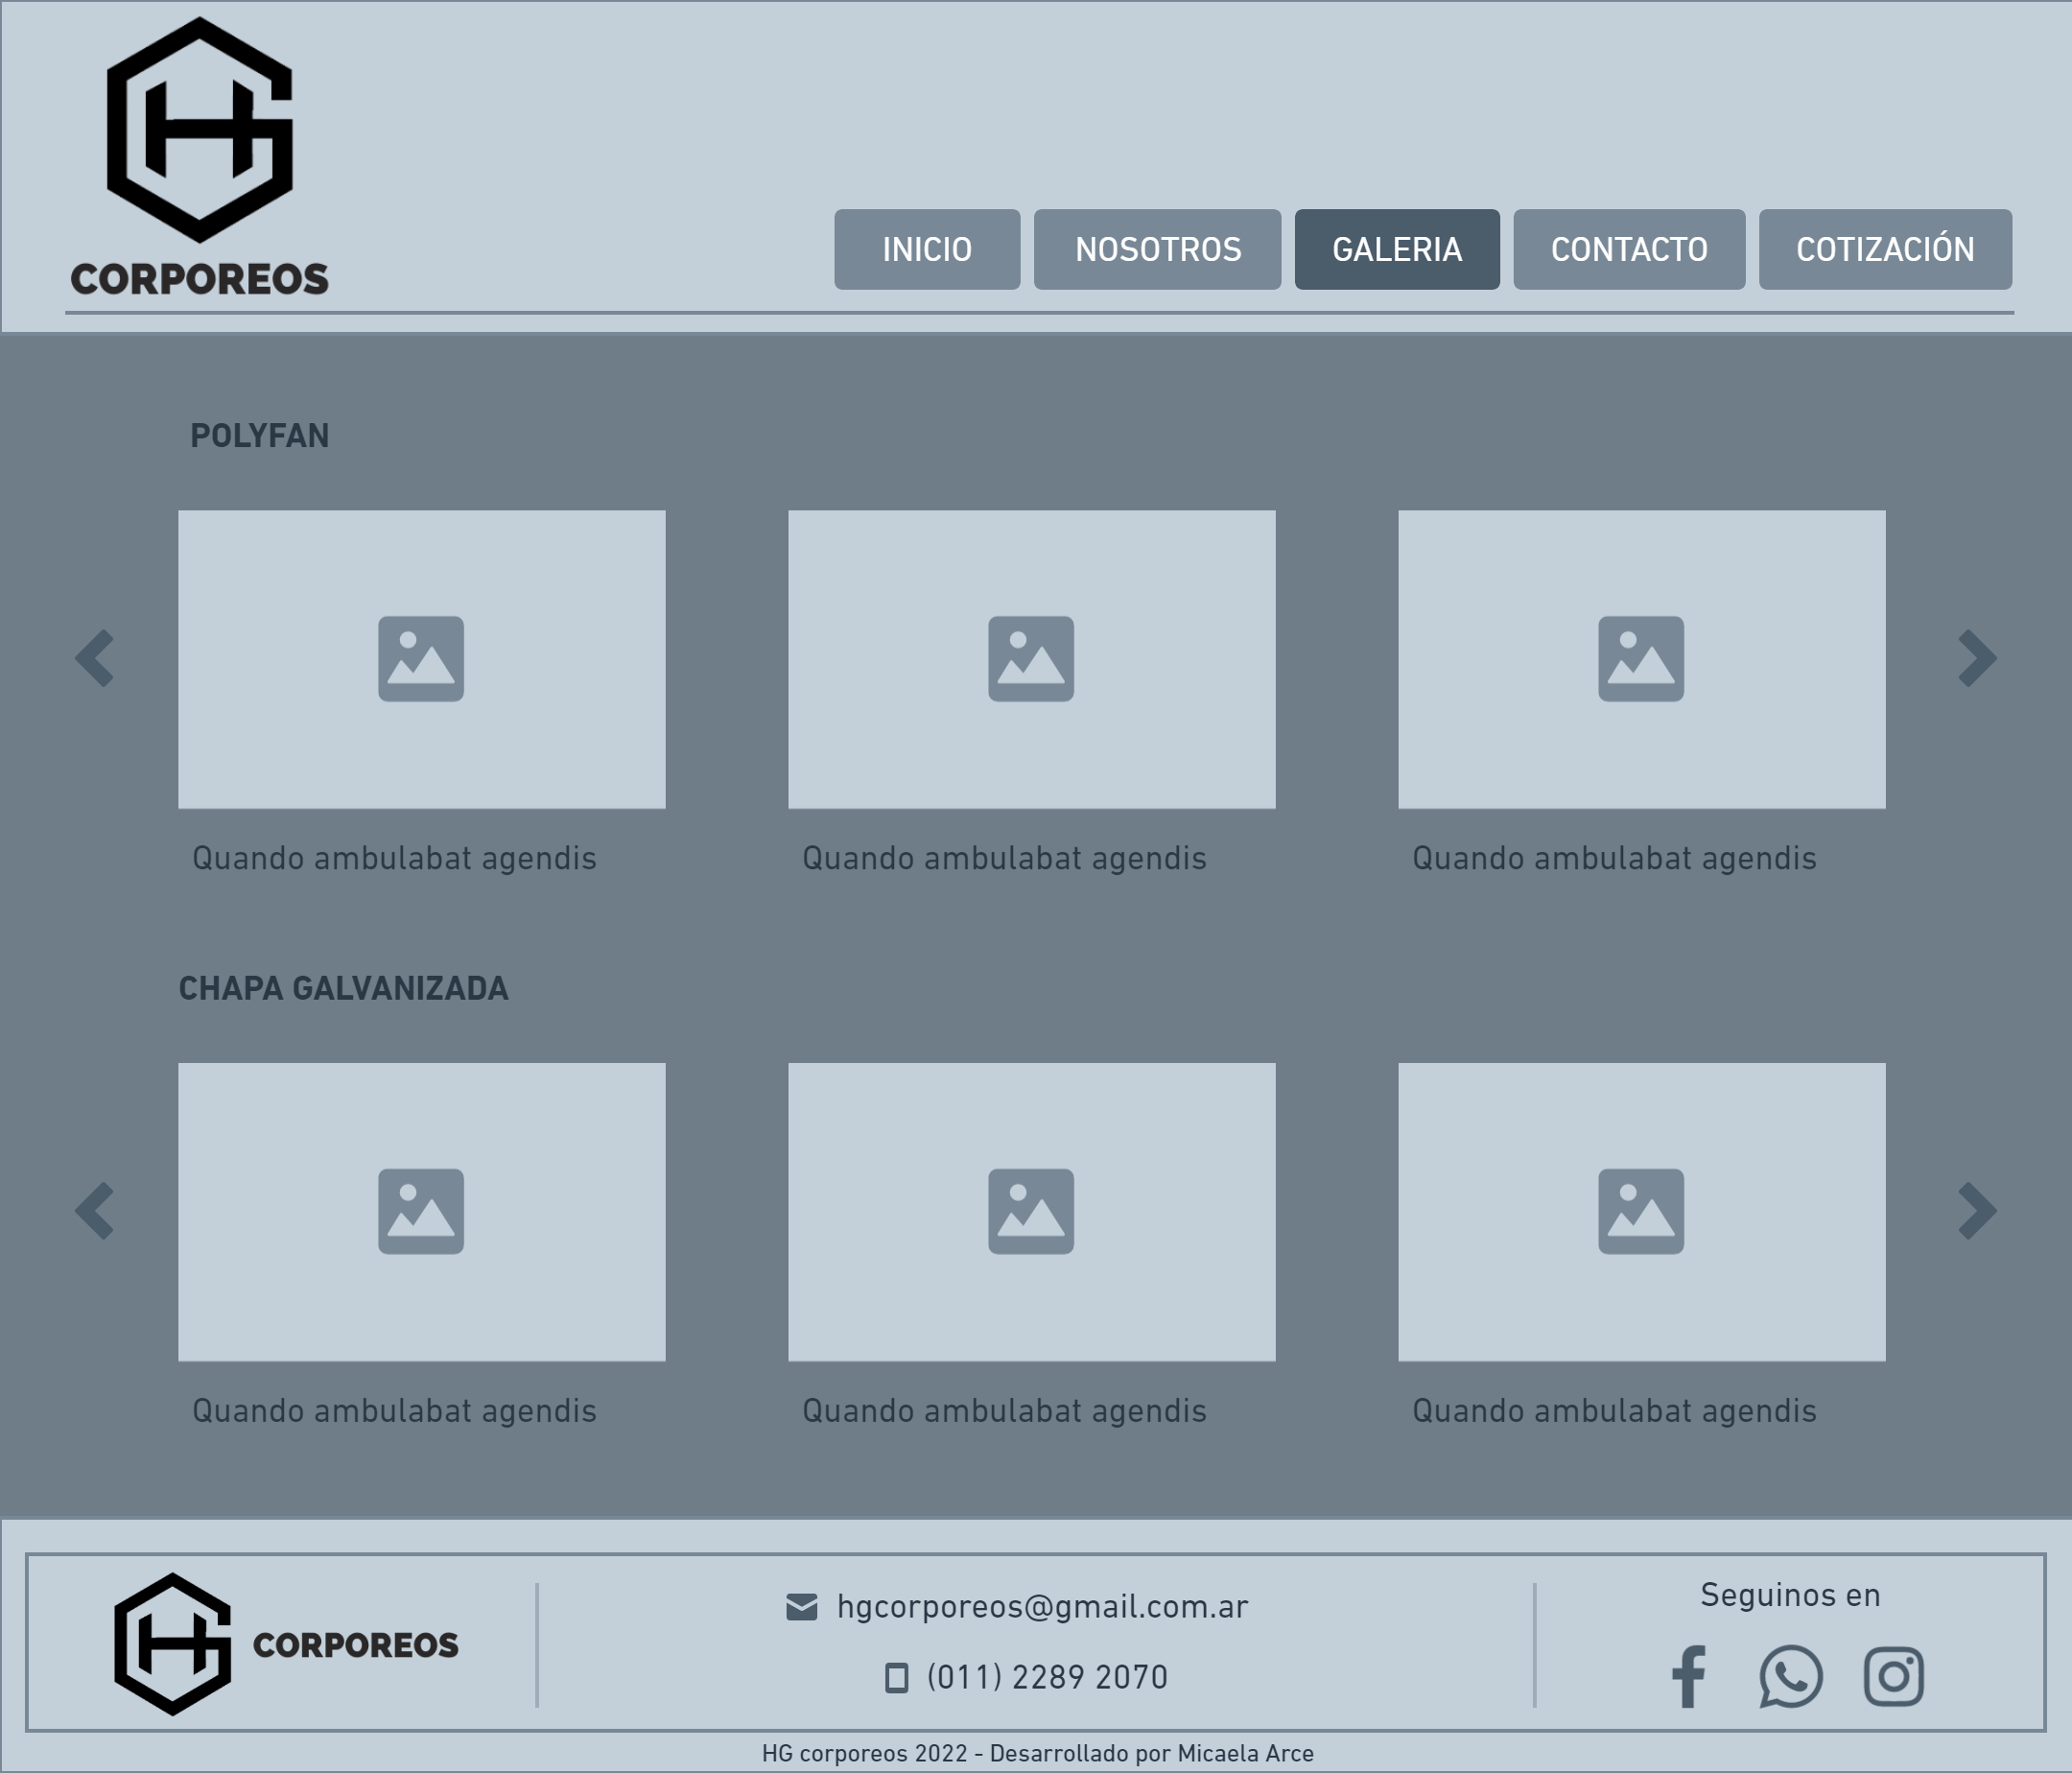 HG
CORPOREOS
INICIO NOSOTROS GALERIA CONTACTO COTIZACIÓN
POLYFAN
Quando ambulabat agendis Quando ambulabat agendis Quando ambulabat agendis
CHAPA GALVANIZADA
Quando ambulabat agendis Quando ambulabat agendis Quando ambulabat agendis
HG CORPOREOS
hgcorporeos@gmail.com.ar
(011) 2289 2070
Seguinos en
HG corporeos 2022 - Desarrollado por Micaela Arce